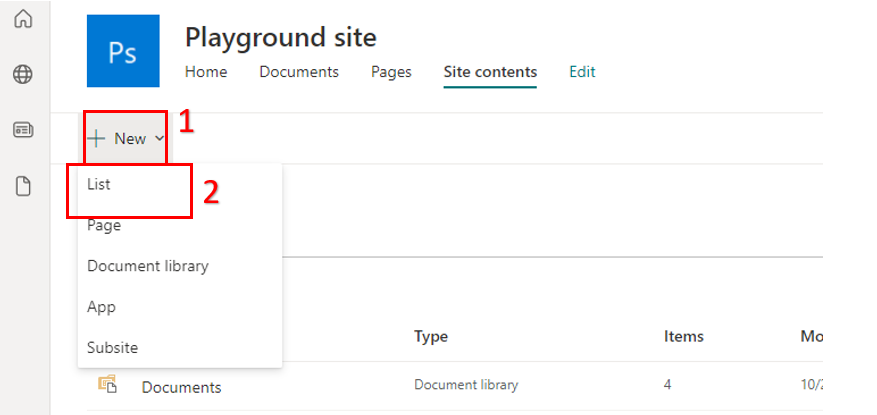 Ps
Playground site
Home Documents Pages Site contents Edit
New 1
List 2
Page
Document library
App
Subsite
Type Items Mo
Documents Document library 4 10/2